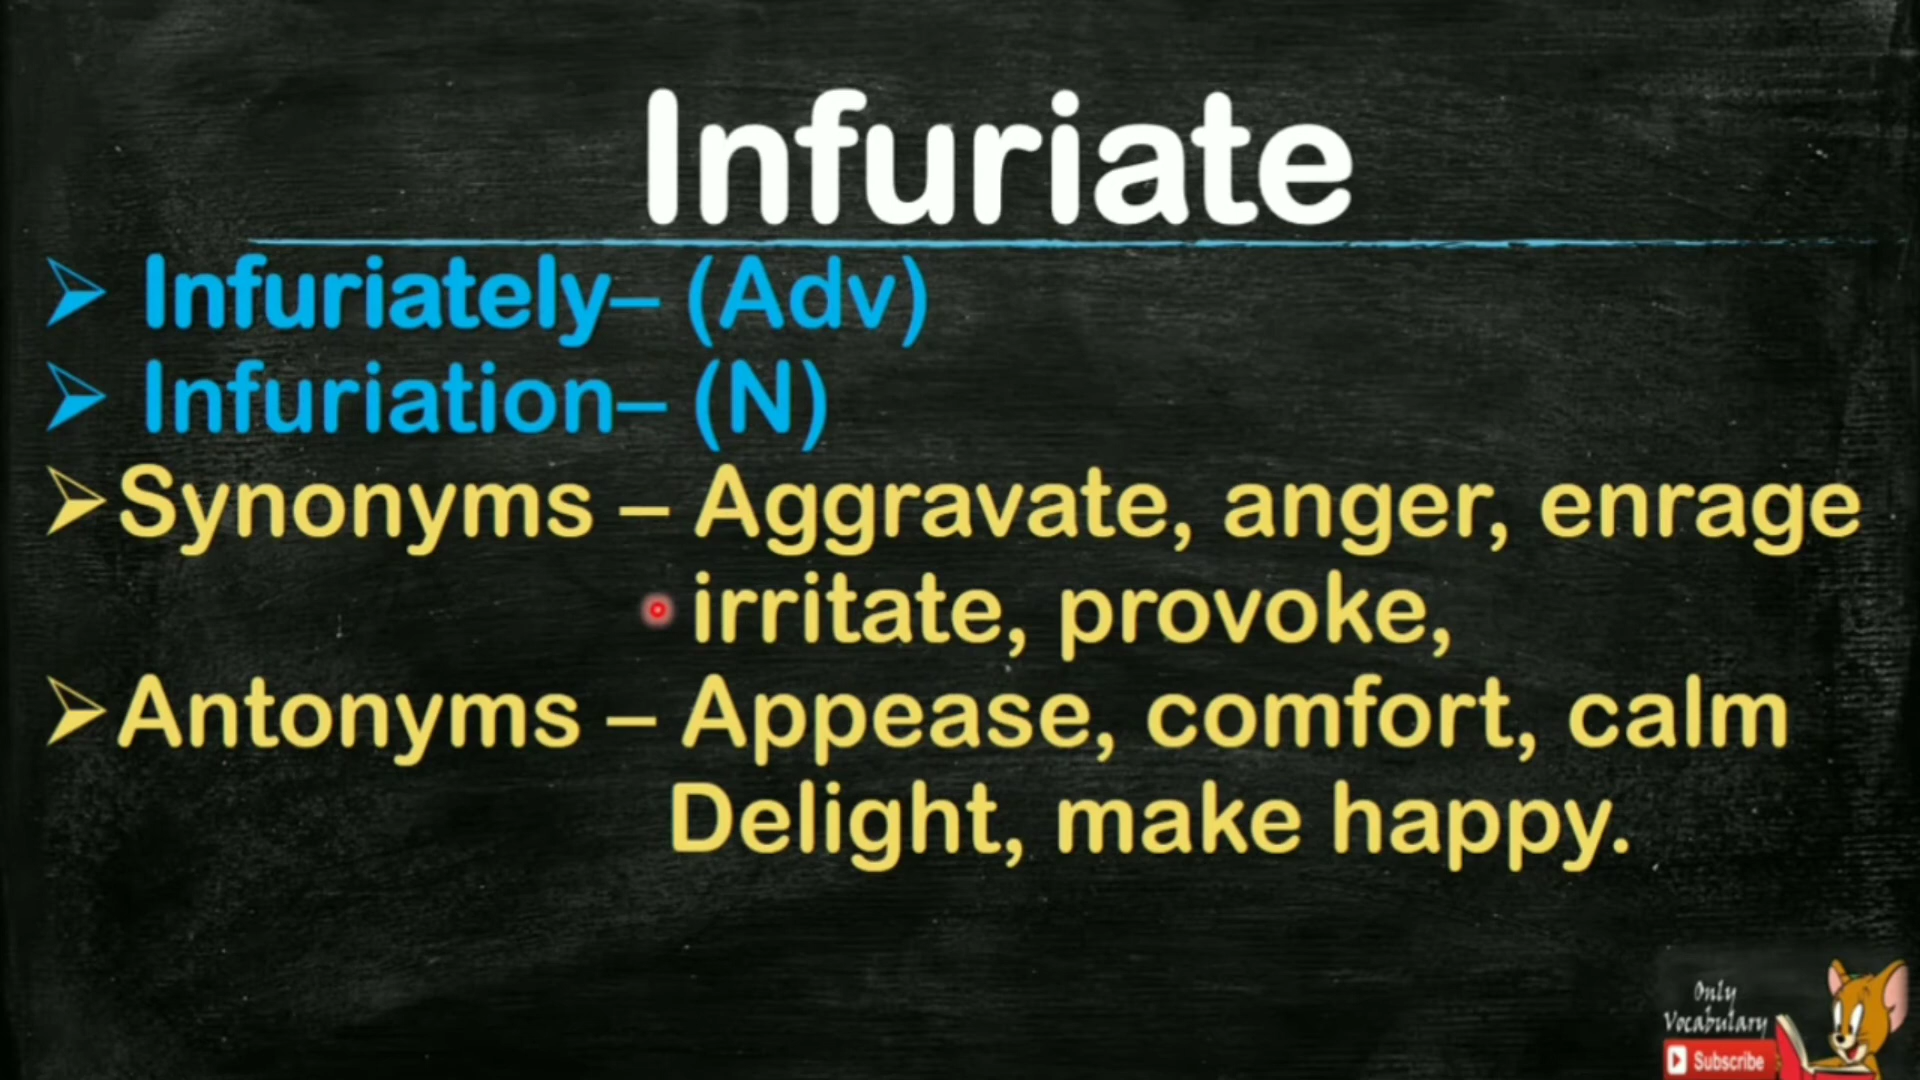 Infuriate
➢ Infuriately– (Adv)
➢ Infuriation– (N)
➢Synonyms – Aggravate, anger, enrage
irritate, provoke,
➢Antonyms – Appease, comfort, calm
Delight, make happy.
Only
Vocabulary
Subscribe